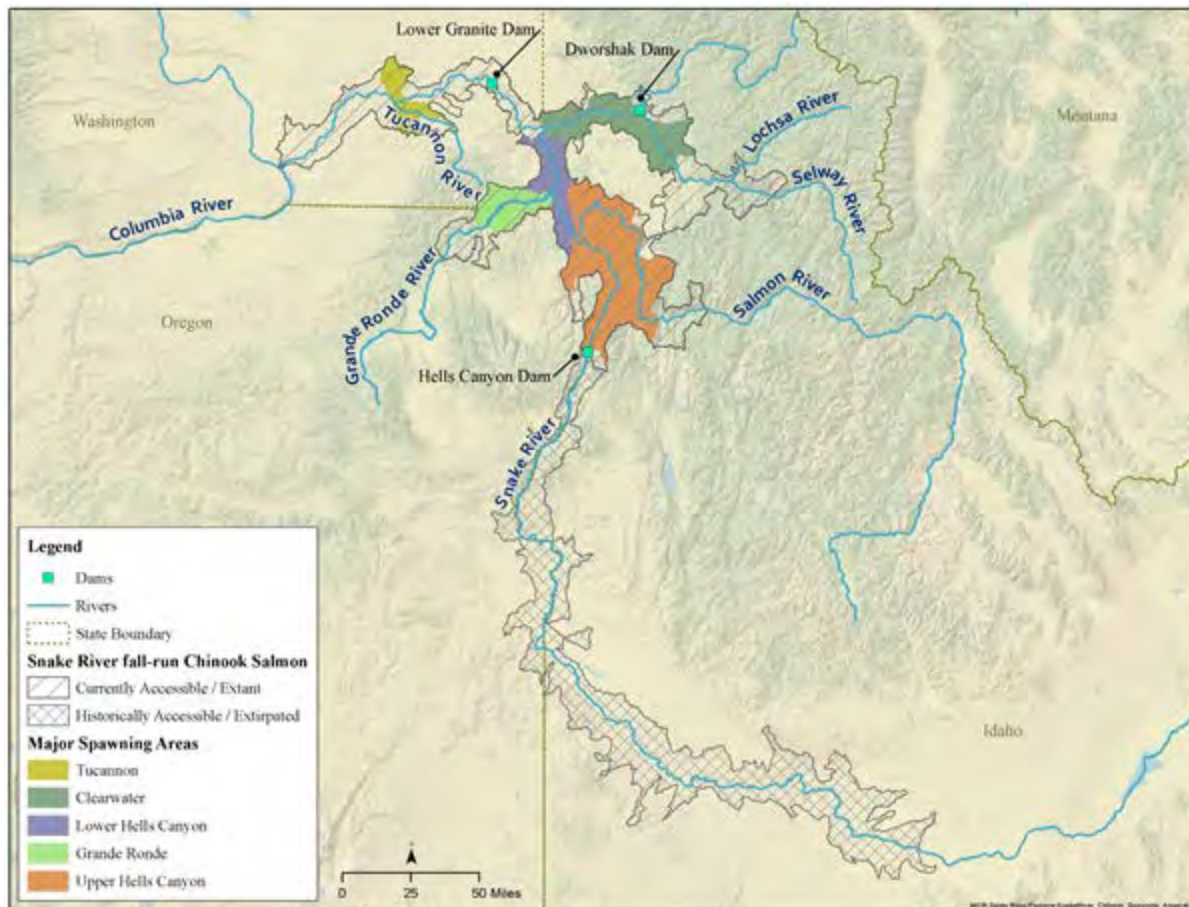 Lower Granite Dam
Dworshak Dam
Washington
Montana
Lochsa River
Tucannon River
Selway River
Columbia River
Grande Ronde River
Salmon River
Oregon
Hells Canyon Dam
Snake River
Idaho
Legend
Dams
Rivers
State Boundary
Snake River fall-run Chinook Salmon
Currently Accessible / Extant
Historically Accessible / Extirpated
Major Spawning Areas
Tucannon
Clearwater
Lower Hells Canyon
Grande Ronde
Upper Hells Canyon
0 25 50 Miles